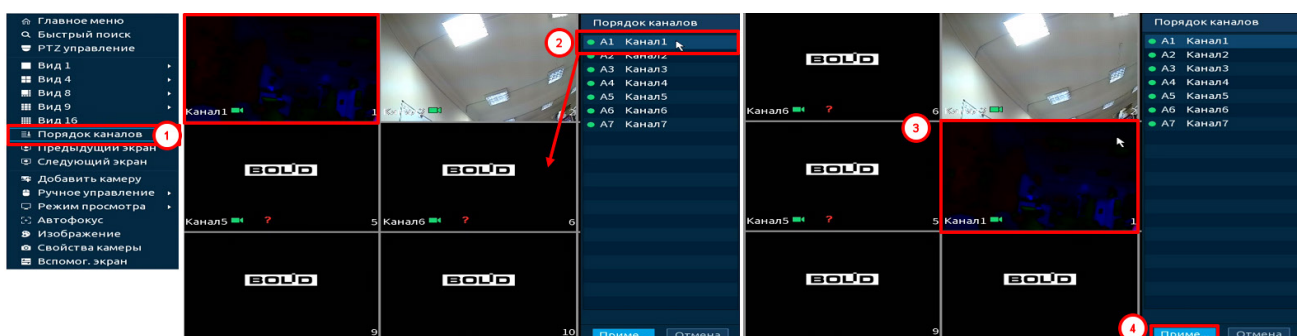 Главное меню
Быстрый поиск
PTZ управление
Вид 1
Вид 4
Вид 8
Вид 9
Вид 16
Порядок каналов
1
Предыдущий экран
Следующий экран
Добавить камеру
Ручное управление
Режим просмотра
Автофокус
Изображение
Свойства камеры
Вспомог. экран
Канал1
1
BOLID
BOLID
Канал5
?
5
Канал6
?
6
BOLID
BOLID
9
10
Порядок каналов
2
A1 Канал1
A2 Канал2
A3 Канал3
A4 Канал4
A5 Канал5
A6 Канал6
A7 Канал7
Приме...
Отмена
BOLID
Канал6
?
6
3
BOLID
Канал5
?
5
Канал1
1
BOLID
BOLID
9
Порядок каналов
A1 Канал1
A2 Канал2
A3 Канал3
A4 Канал4
A5 Канал5
A6 Канал6
A7 Канал7
4
Приме...
Отмена